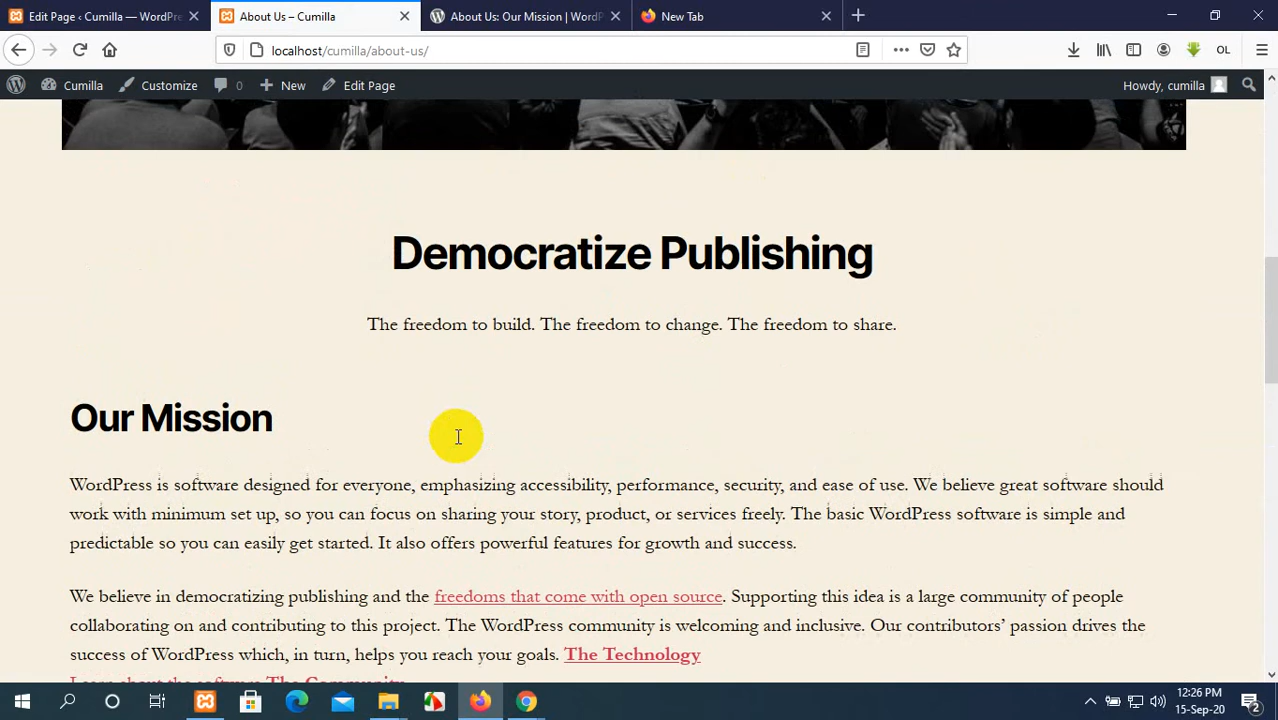 Edit Page ‹ Cumilla — WordPre
About Us – Cumilla
About Us: Our Mission | WordP
New Tab
localhost/cumilla/about-us/
OL
Cumilla
Customize
0
New
Edit Page
Howdy, cumilla
Democratize Publishing
The freedom to build. The freedom to change. The freedom to share.
Our Mission
WordPress is software designed for everyone, emphasizing accessibility, performance, security, and ease of use. We believe great software should
work with minimum set up, so you can focus on sharing your story, product, or services freely. The basic WordPress software is simple and
predictable so you can easily get started. It also offers powerful features for growth and success.
We believe in democratizing publishing and the freedoms that come with open source. Supporting this idea is a large community of people
collaborating on and contributing to this project. The WordPress community is welcoming and inclusive. Our contributors’ passion drives the
success of WordPress which, in turn, helps you reach your goals. The Technology
Learn about the software The Community
12:26 PM
15-Sep-20
2